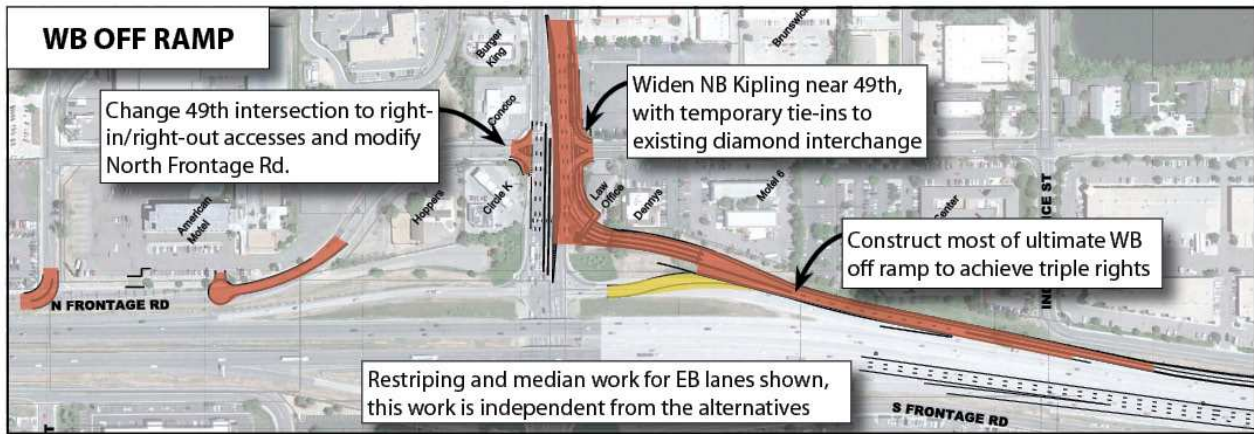 WB OFF RAMP
Burger
King
Brunswick
Change 49th intersection to right-
in/right-out accesses and modify
North Frontage Rd.
Conoco
Widen NB Kipling near 49th,
with temporary tie-ins to
existing diamond interchange
American
Motel
Hoppers
Circle K
Law
Office
Dennys
Motel 6
Center
ICE ST
Construct most of ultimate WB
off ramp to achieve triple rights
N FRONTAGE RD
Restriping and median work for EB lanes shown,
this work is independent from the alternatives
S FRONTAGE RD